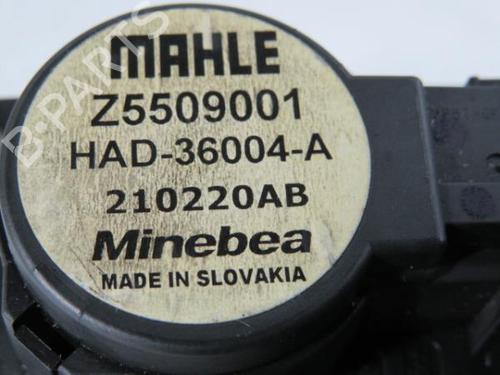 MAHLE
Z5509001
HAD-36004-A
210220AB
Minebea
MADE IN SLOVAKIA
B-PARTS